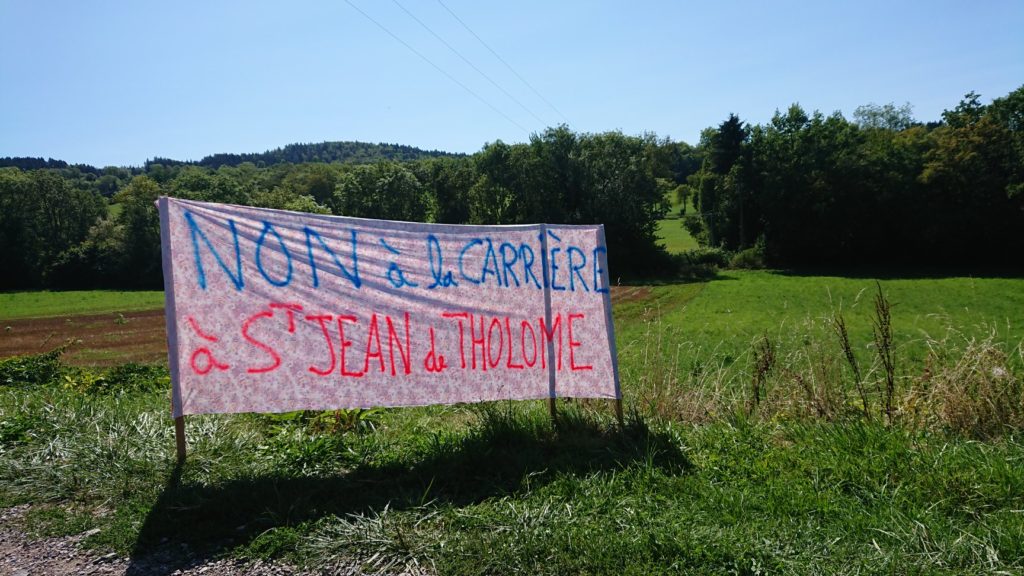 NON à la CARRIÈRE
à ST JEAN de THOLOME